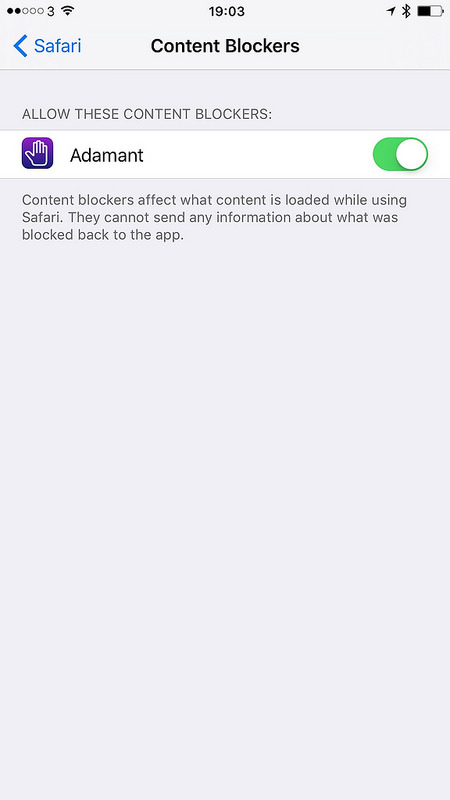 3 19:03
Safari Content Blockers
ALLOW THESE CONTENT BLOCKERS:
Adamant
Content blockers affect what content is loaded while using
Safari. They cannot send any information about what was
blocked back to the app.